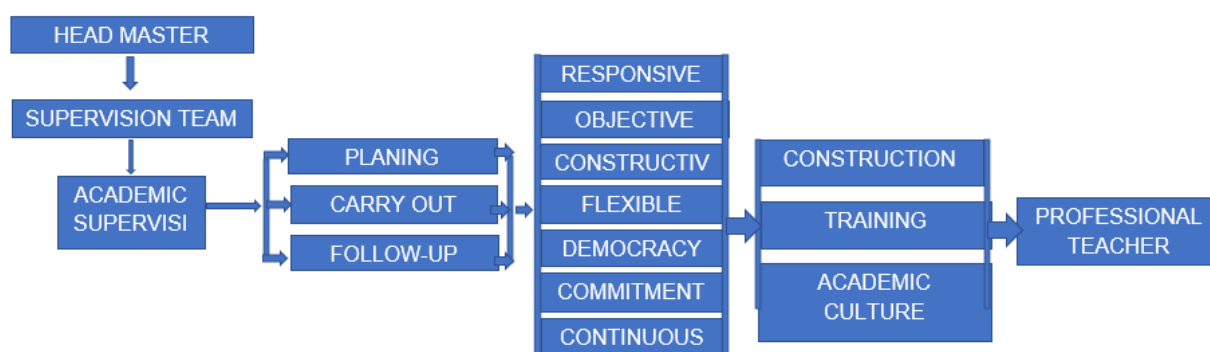 HEAD MASTER
SUPERVISION TEAM
ACADEMIC
SUPERVISI
PLANING
CARRY OUT
FOLLOW-UP
RESPONSIVE
OBJECTIVE
CONSTRUCTIV
FLEXIBLE
DEMOCRACY
COMMITMENT
CONTINUOUS
CONSTRUCTION
TRAINING
ACADEMIC
CULTURE
PROFESSIONAL
TEACHER